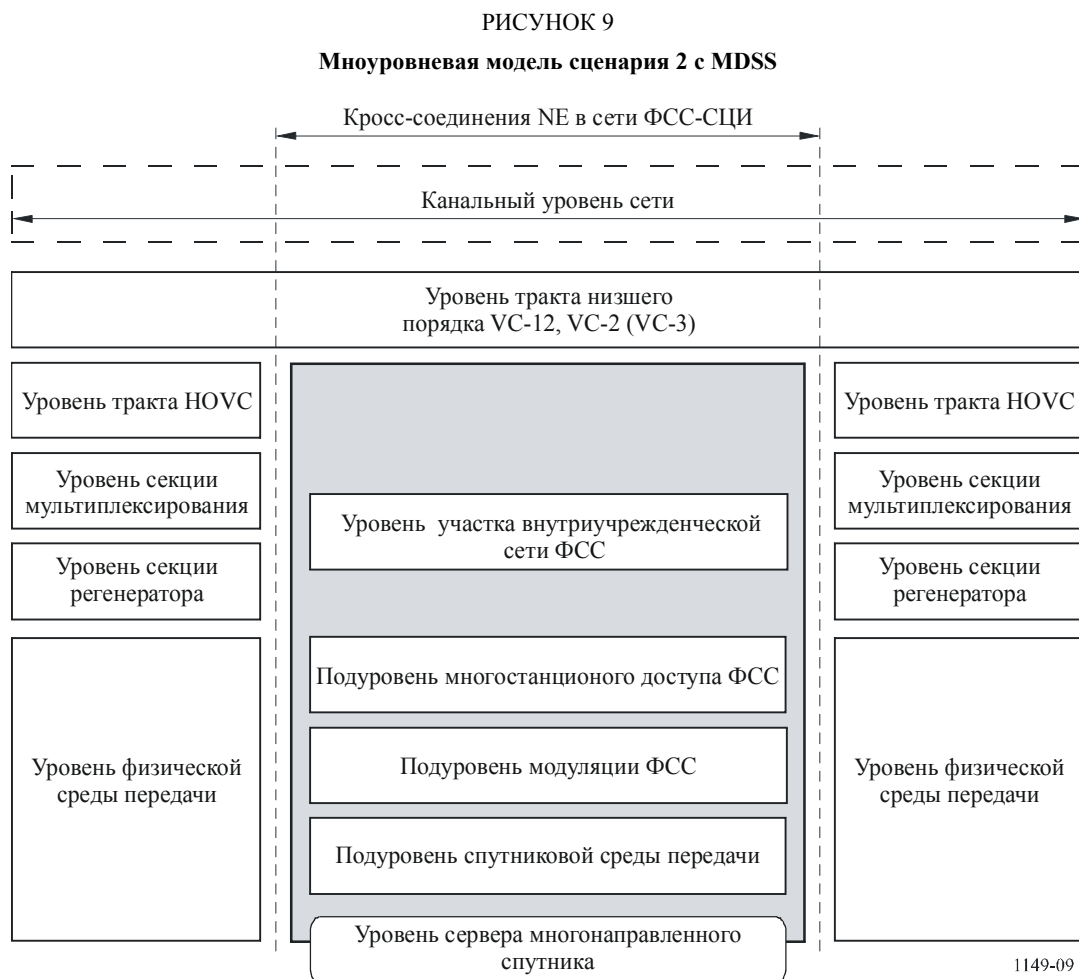 РИСУНОК 9
Мноуровневая модель сценария 2 с MDSS
Кросс-соединения NE в сети ФСС-СЦИ
Канальный уровень сети
Уровень тракта низшего
порядка VC-12, VC-2 (VC-3)
Уровень тракта HOVC
Уровень секции
мультиплексирования
Уровень секции
регенератора
Уровень физической
среды передачи
Уровень участка внутриучрежденческой
сети ФСС
Подуровень многостанционого доступа ФСС
Подуровень модуляции ФСС
Подуровень спутниковой среды передачи
Уровень сервера многонаправленного
спутника
Уровень тракта HOVC
Уровень секции
мультиплексирования
Уровень секции
регенератора
Уровень физической
среды передачи
1149-09